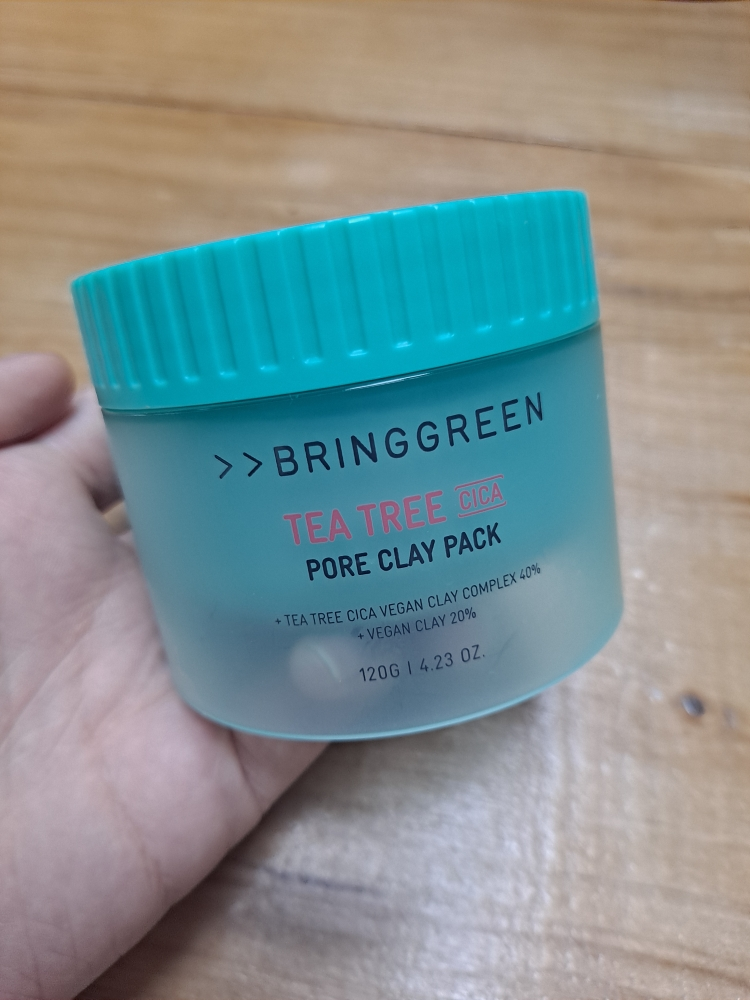 >>BRINGGREEN
TEA TREE CICA
PORE CLAY PACK
+ TEA TREE CICA VEGAN CLAY COMPLEX 40%
+ VEGAN CLAY 20%
120G | 4.23 OZ.